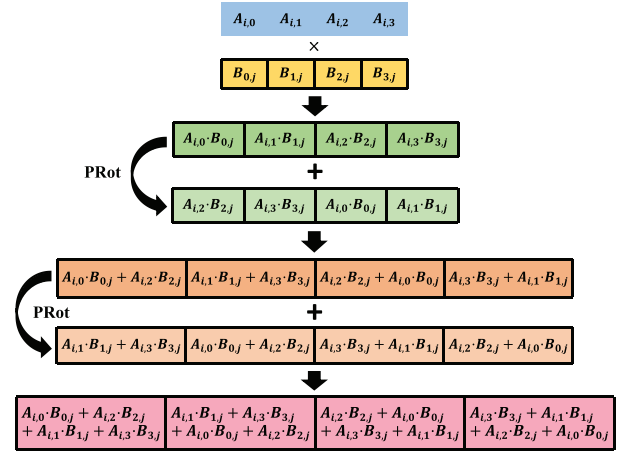 A_{i,0} A_{i,1} A_{i,2} A_{i,3}
×
B_{0,j} B_{1,j} B_{2,j} B_{3,j}
A_{i,0}·B_{0,j} A_{i,1}·B_{1,j} A_{i,2}·B_{2,j} A_{i,3}·B_{3,j}
PRot
+
A_{i,2}·B_{2,j} A_{i,3}·B_{3,j} A_{i,0}·B_{0,j} A_{i,1}·B_{1,j}
A_{i,0}·B_{0,j} + A_{i,2}·B_{2,j} A_{i,1}·B_{1,j} + A_{i,3}·B_{3,j} A_{i,2}·B_{2,j} + A_{i,0}·B_{0,j} A_{i,3}·B_{3,j} + A_{i,1}·B_{1,j}
PRot
+
A_{i,1}·B_{1,j} + A_{i,3}·B_{3,j} A_{i,0}·B_{0,j} + A_{i,2}·B_{2,j} A_{i,3}·B_{3,j} + A_{i,1}·B_{1,j} A_{i,2}·B_{2,j} + A_{i,0}·B_{0,j}
A_{i,0}·B_{0,j} + A_{i,2}·B_{2,j} A_{i,1}·B_{1,j} + A_{i,3}·B_{3,j} A_{i,2}·B_{2,j} + A_{i,0}·B_{0,j} A_{i,3}·B_{3,j} + A_{i,1}·B_{1,j}
+ A_{i,1}·B_{1,j} + A_{i,3}·B_{3,j} + A_{i,0}·B_{0,j} + A_{i,2}·B_{2,j} + A_{i,3}·B_{3,j} + A_{i,1}·B_{1,j} + A_{i,2}·B_{2,j} + A_{i,0}·B_{0,j}